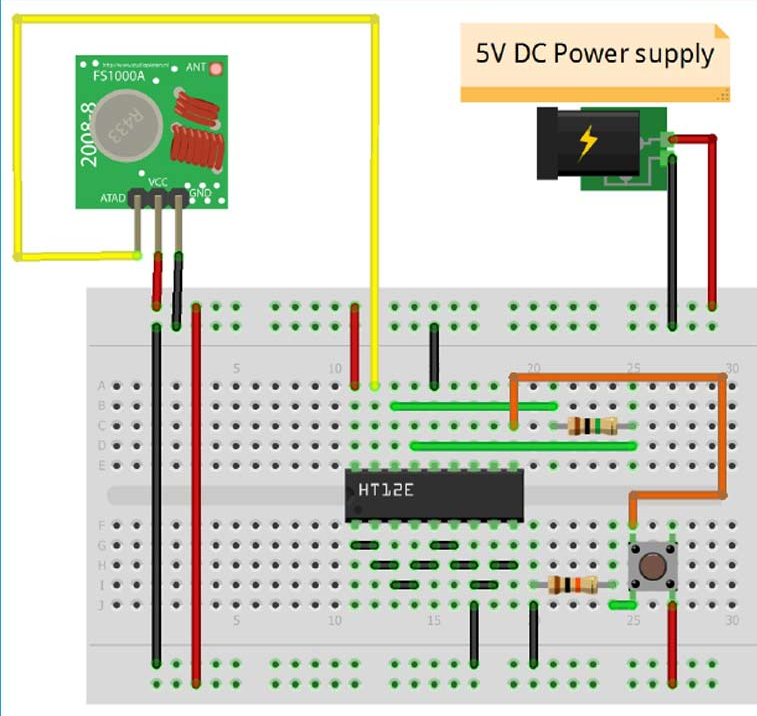 5V DC Power supply
FS1000A
ANT
2008-8
R433
VCC
ATAD
GND
5
10
20
25
30
A
B
C
D
E
HT12E
F
G
H
I
J
5
15
25
30